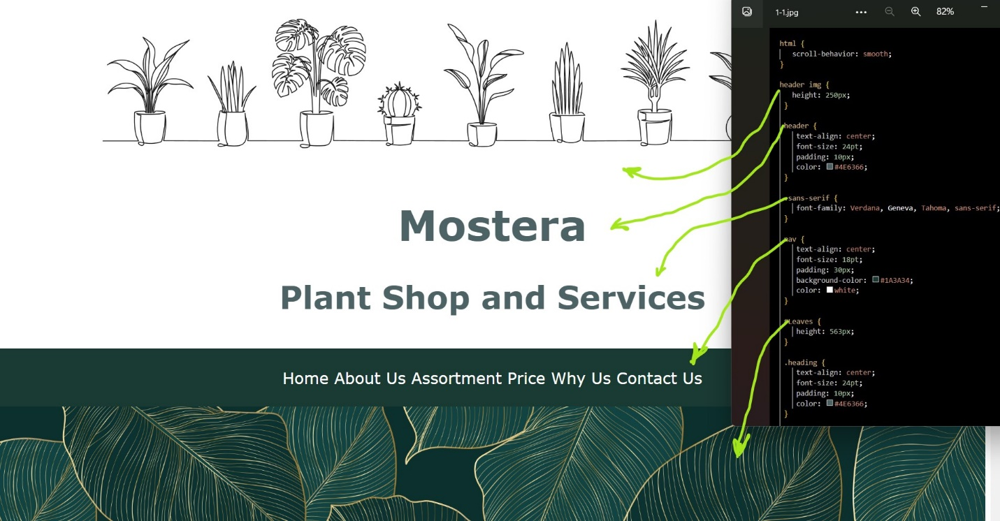 Mostera
Plant Shop and Services
Home About Us Assortment Price Why Us Contact Us
1-1.jpg
82%
html {
scroll-behavior: smooth;
}
header img {
height: 250px;
}
header {
text-align: center;
font-size: 24pt;
padding: 10px;
color: #4E6366;
}
.sans-serif {
font-family: Verdana, Geneva, Tahoma, sans-serif;
}
nav {
text-align: center;
font-size: 18pt;
padding: 30px;
background-color: #1A3A34;
color: white;
}
#Leaves {
height: 563px;
}
.heading {
text-align: center;
font-size: 24pt;
padding: 10px;
color: #4E6366;
}